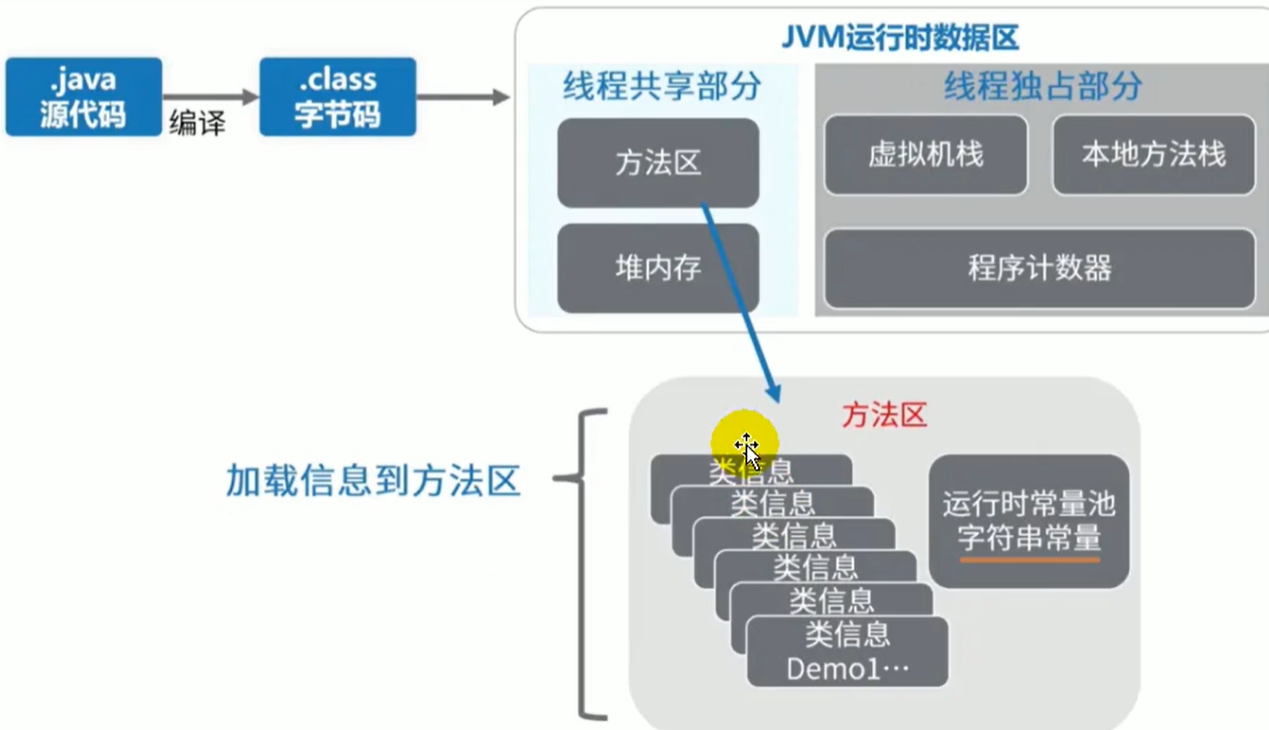 JVM运行时数据区
.java
源代码
编译
.class
字节码
线程共享部分
方法区
堆内存
线程独占部分
虚拟机栈
本地方法栈
程序计数器
加载信息到方法区
方法区
类信息
类信息
类信息
类信息
类信息
类信息
Demo1…
运行时常量池
字符串常量